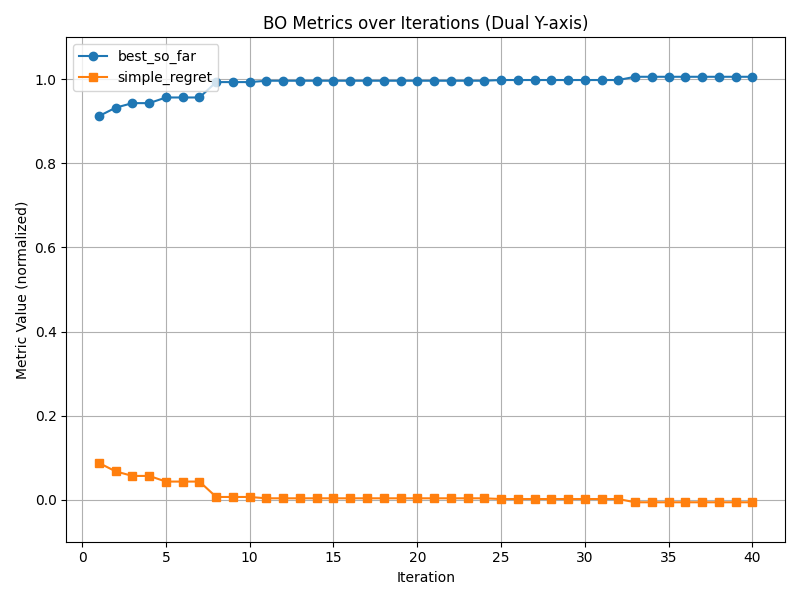 BO Metrics over Iterations (Dual Y-axis)
best_so_far
simple_regret
Metric Value (normalized)
1.0
0.8
0.6
0.4
0.2
0.0
0 5 10 15 20 25 30 35 40
Iteration